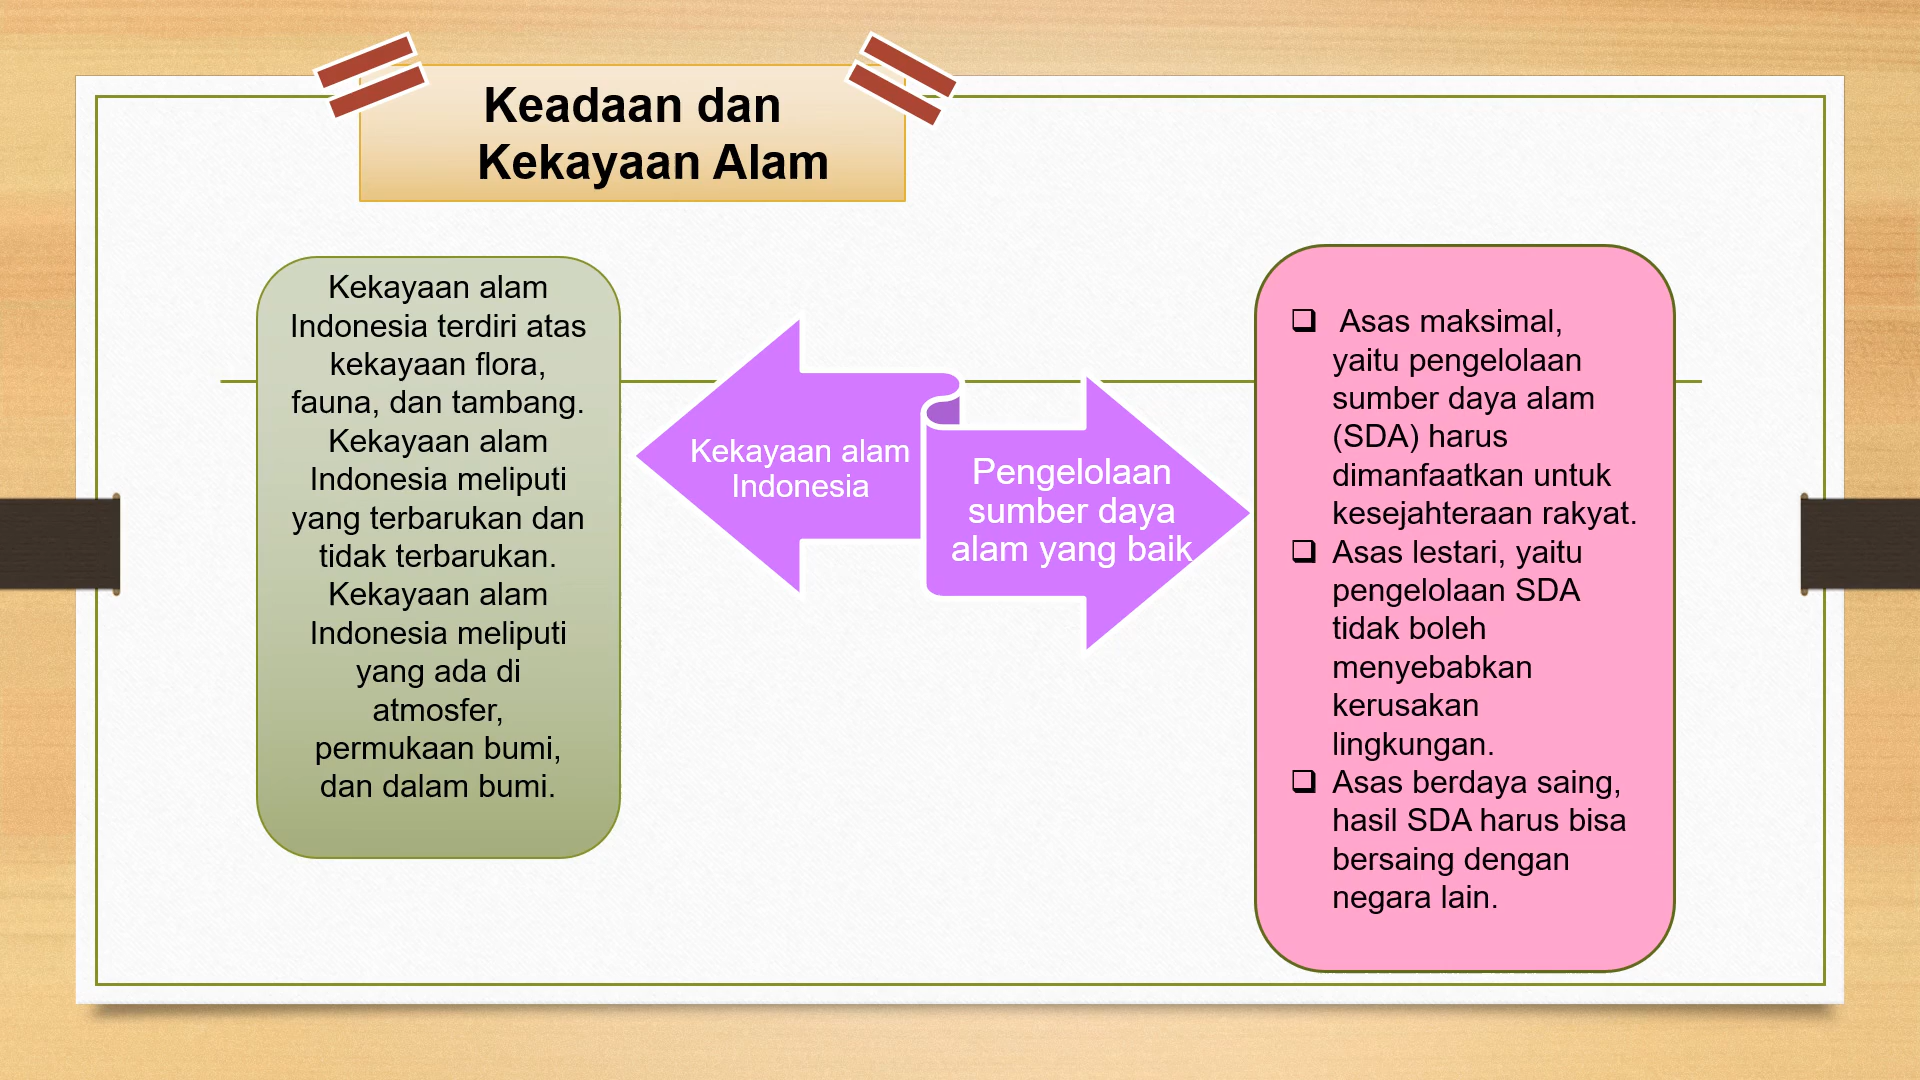 Keadaan dan
Kekayaan Alam
Kekayaan alam
Indonesia terdiri atas
kekayaan flora,
fauna, dan tambang.
Kekayaan alam
Indonesia meliputi
yang terbarukan dan
tidak terbarukan.
Kekayaan alam
Indonesia meliputi
yang ada di
atmosfer,
permukaan bumi,
dan dalam bumi.
Kekayaan alam
Indonesia
Pengelolaan
sumber daya
alam yang baik
❑ Asas maksimal,
yaitu pengelolaan
sumber daya alam
(SDA) harus
dimanfaatkan untuk
kesejahteraan rakyat.
❑ Asas lestari, yaitu
pengelolaan SDA
tidak boleh
menyebabkan
kerusakan
lingkungan.
❑ Asas berdaya saing,
hasil SDA harus bisa
bersaing dengan
negara lain.